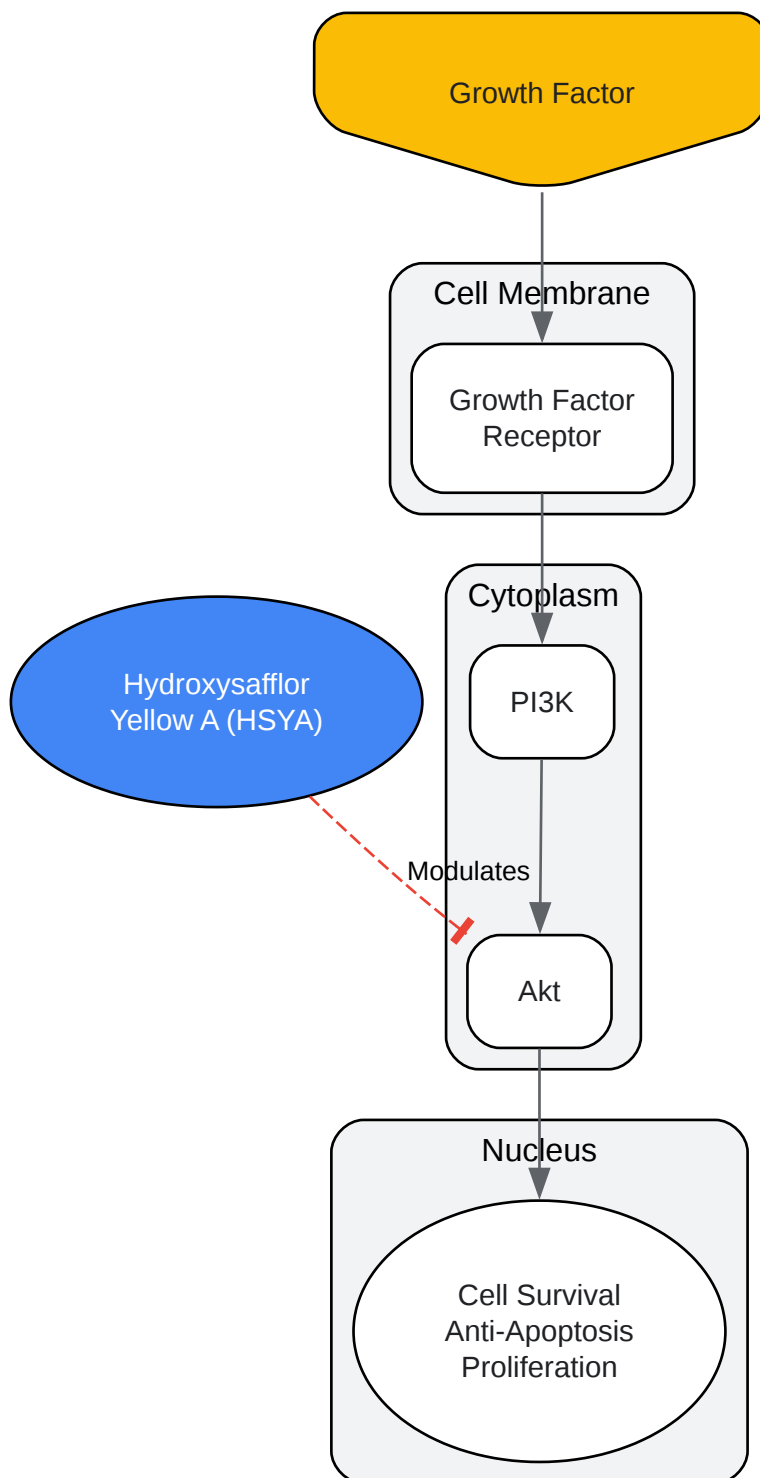 Growth Factor
Cell Membrane
Growth Factor
Receptor
Cytoplasm
Hydroxysafflor
Yellow A (HSYA)
PI3K
Modulates
Akt
Nucleus
Cell Survival
Anti-Apoptosis
Proliferation